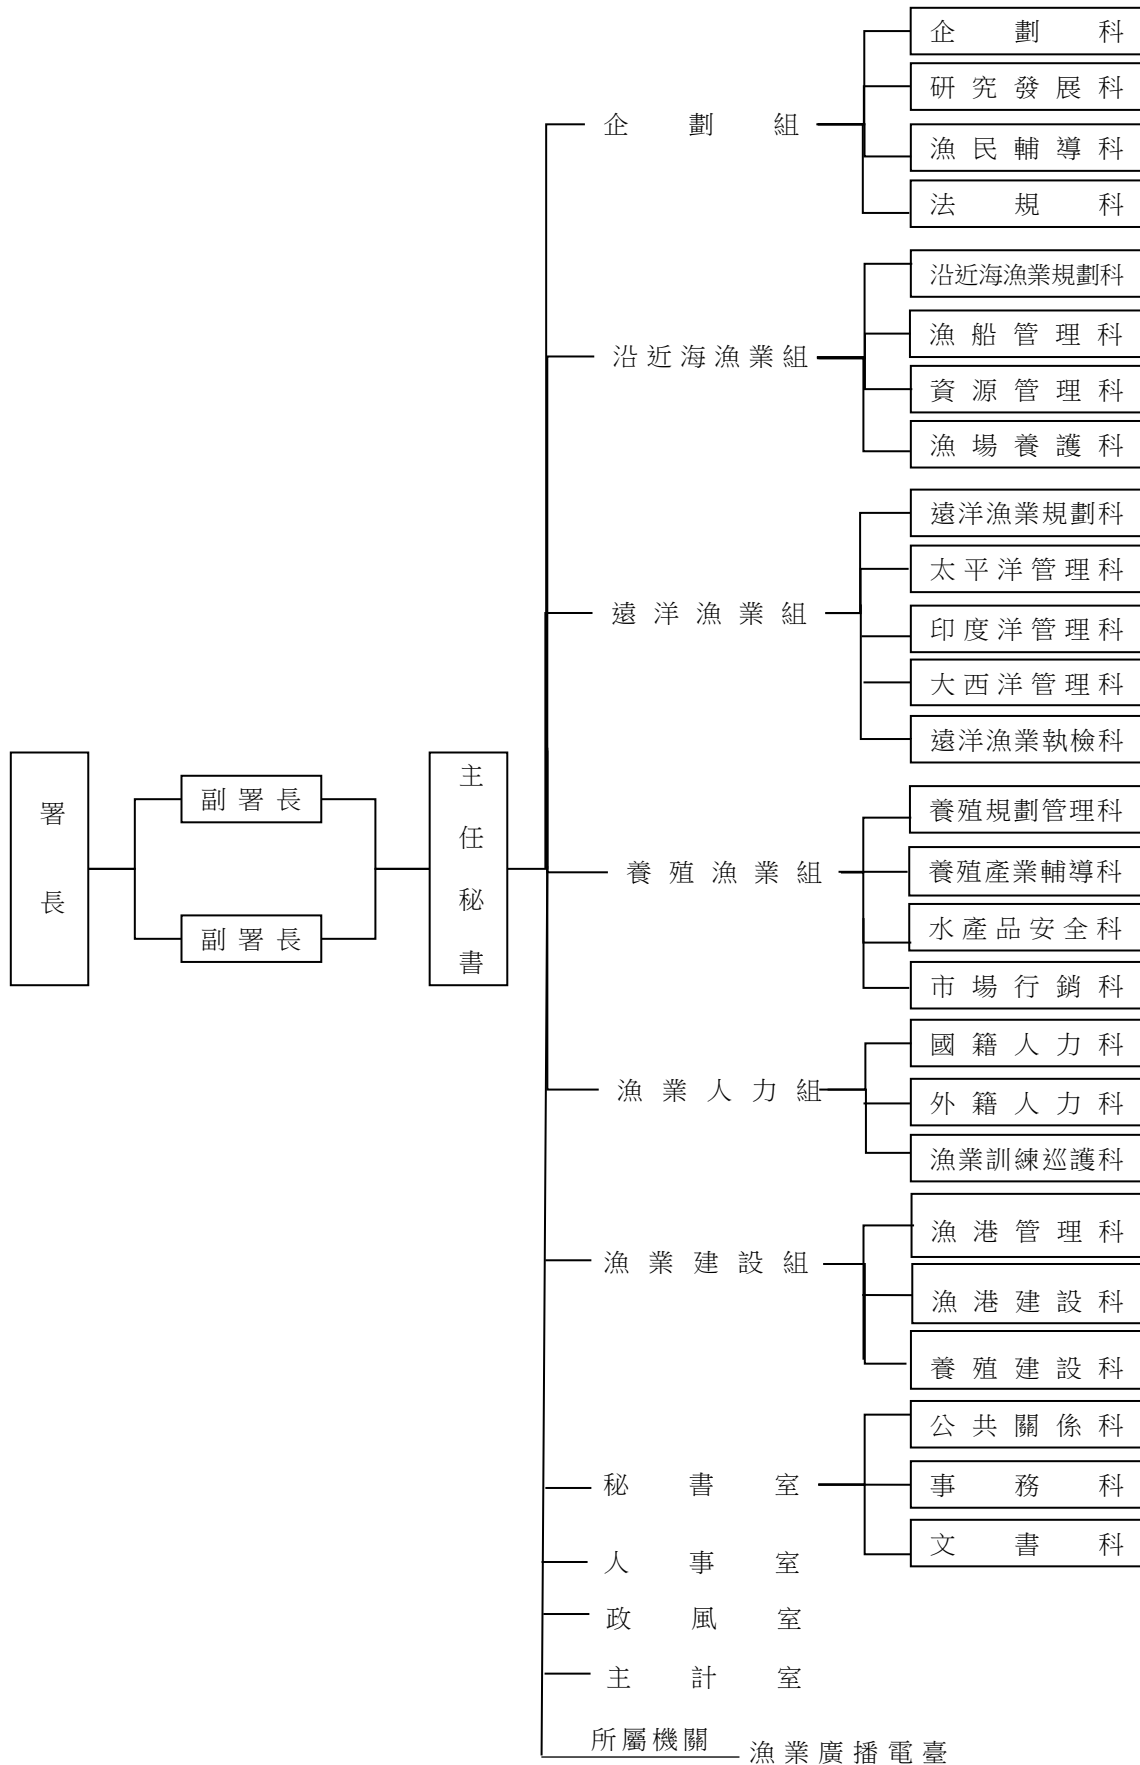 署長
副署長
副署長
主任秘書
企劃組
企劃科
研究發展科
漁民輔導科
法規科
沿近海漁業組
沿近海漁業規劃科
漁船管理科
資源管理科
漁場養護科
遠洋漁業組
遠洋漁業規劃科
太平洋管理科
印度洋管理科
大西洋管理科
遠洋漁業執檢科
養殖漁業組
養殖規劃管理科
養殖產業輔導科
水產品安全科
市場行銷科
漁業人力組
國籍人力科
外籍人力科
漁業訓練巡護科
漁業建設組
漁港管理科
漁港建設科
養殖建設科
秘書室
公共關係科
事務科
文書科
人事室
政風室
主計室
所屬機關
漁業廣播電臺